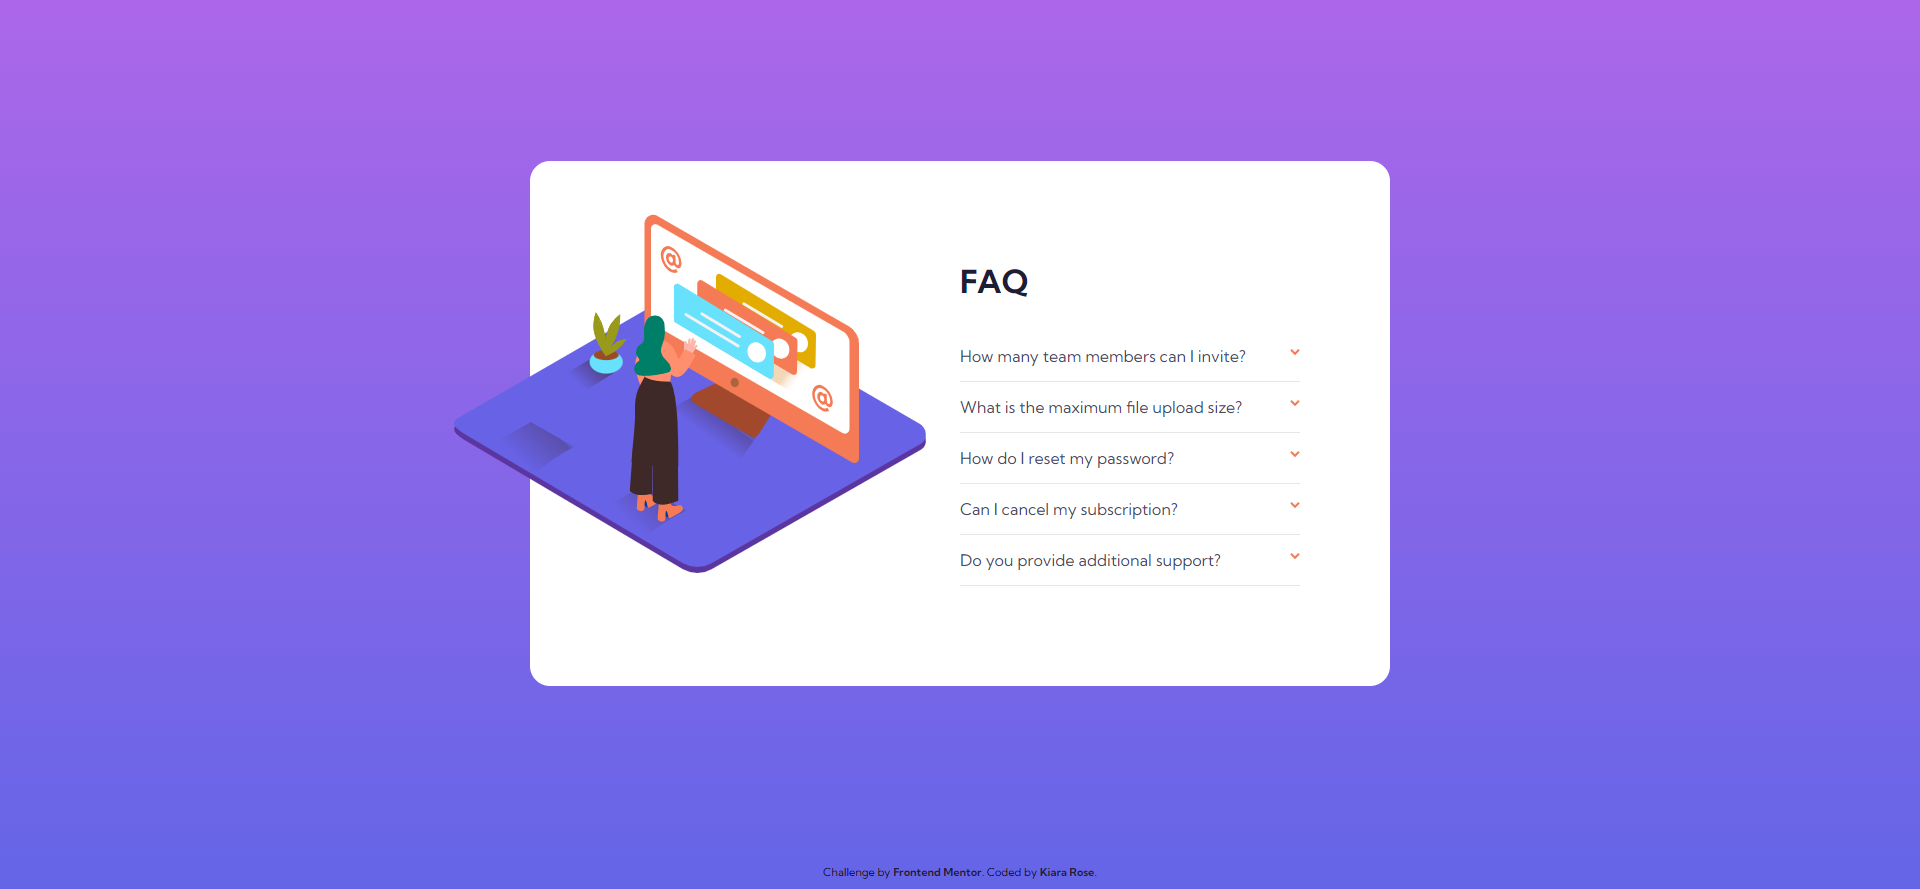 @
@
FAQ
How many team members can I invite?
What is the maximum file upload size?
How do I reset my password?
Can I cancel my subscription?
Do you provide additional support?
Challenge by Frontend Mentor. Coded by Kiara Rose.